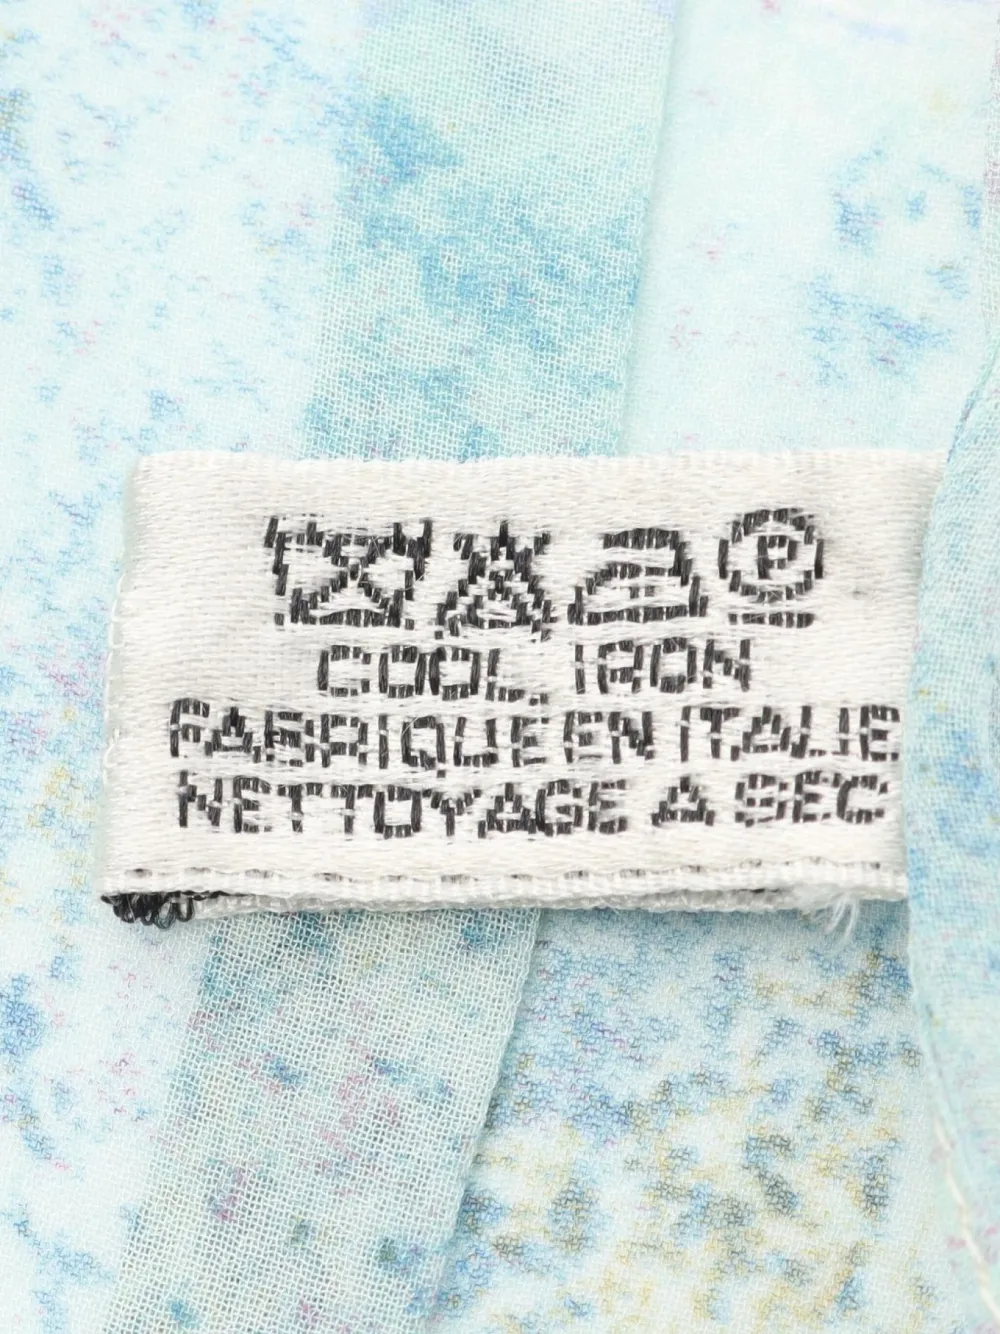 P
COOL IRON
FABRIQUE EN ITALIE
NETTOYAGE A SEC